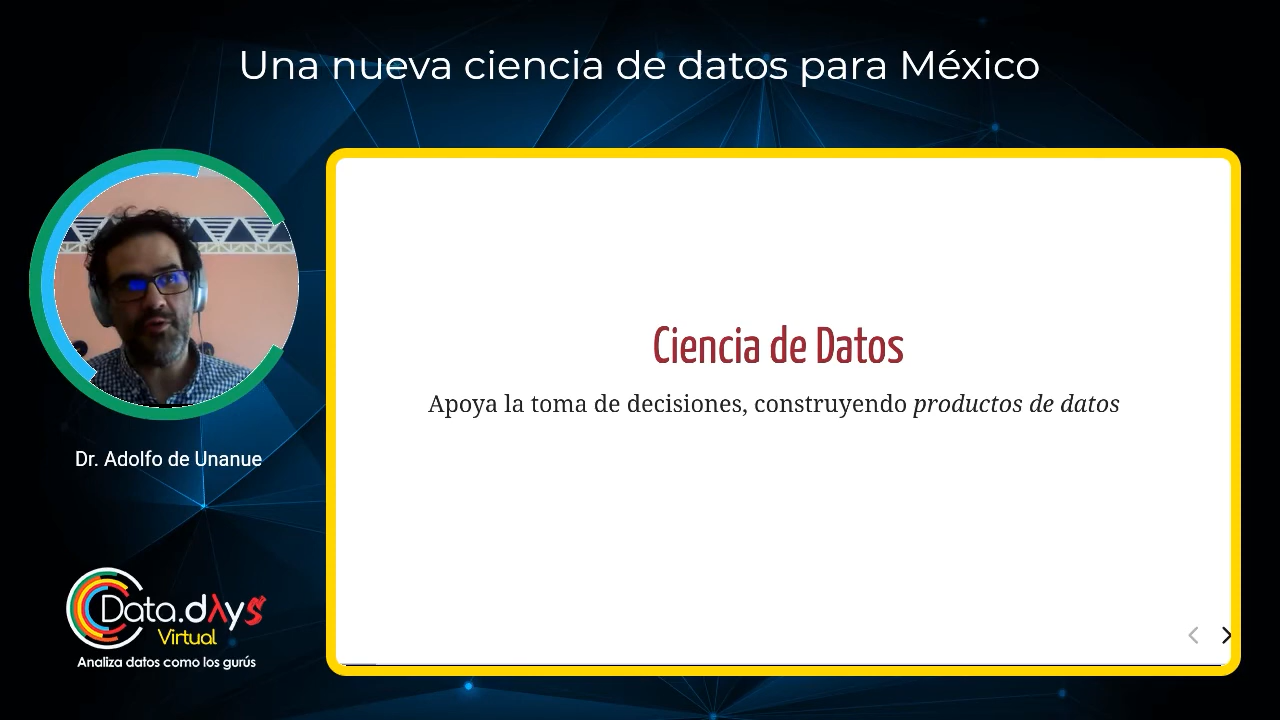 Una nueva ciencia de datos para México
Ciencia de Datos
Apoya la toma de decisiones, construyendo productos de datos
Dr. Adolfo de Unanue
Data.dλys
Virtual
Analiza datos como los gurús